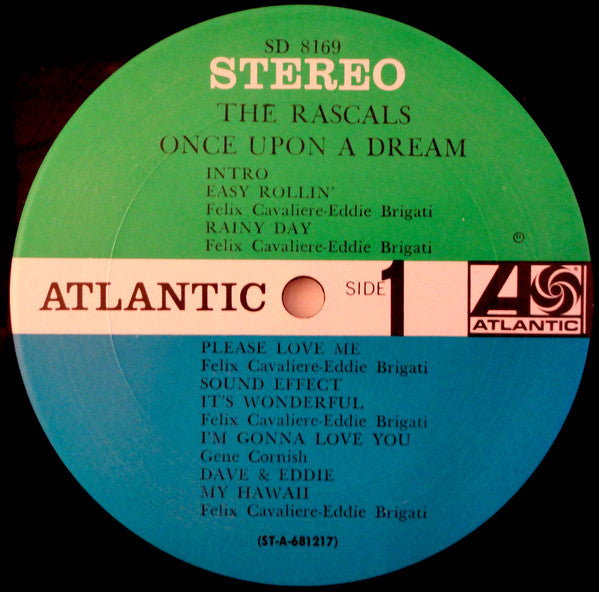 SD 8169
STEREO
THE RASCALS
ONCE UPON A DREAM
INTRO
EASY ROLLIN'
Felix Cavaliere-Eddie Brigati
RAINY DAY
Felix Cavaliere-Eddie Brigati
ATLANTIC
SIDE 1
ATLANTIC
PLEASE LOVE ME
Felix Cavaliere-Eddie Brigati
SOUND EFFECT
IT'S WONDERFUL
Felix Cavaliere-Eddie Brigati
I'M GONNA LOVE YOU
Gene Cornish
DAVE & EDDIE
MY HAWAII
Felix Cavaliere-Eddie Brigati
(ST-A-681217)